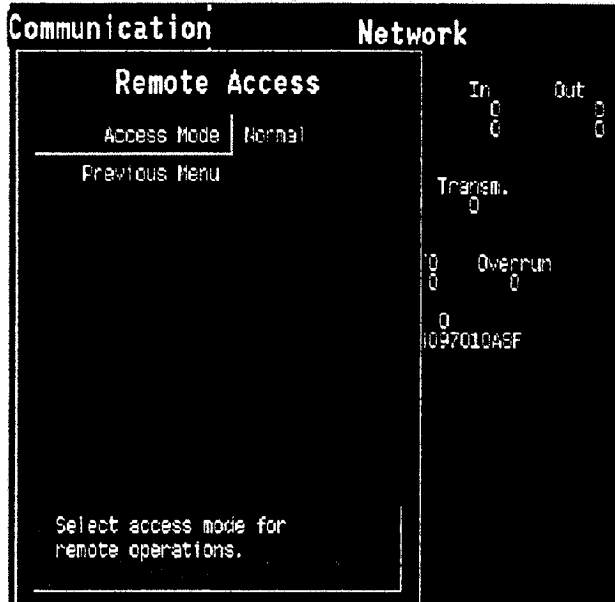 Communication
Network
Remote Access
Access Mode Normal
Previous Menu
Select access mode for
remote operations.
In Out
0 0
0 0
Transm.
0
Overrun
0 0
0